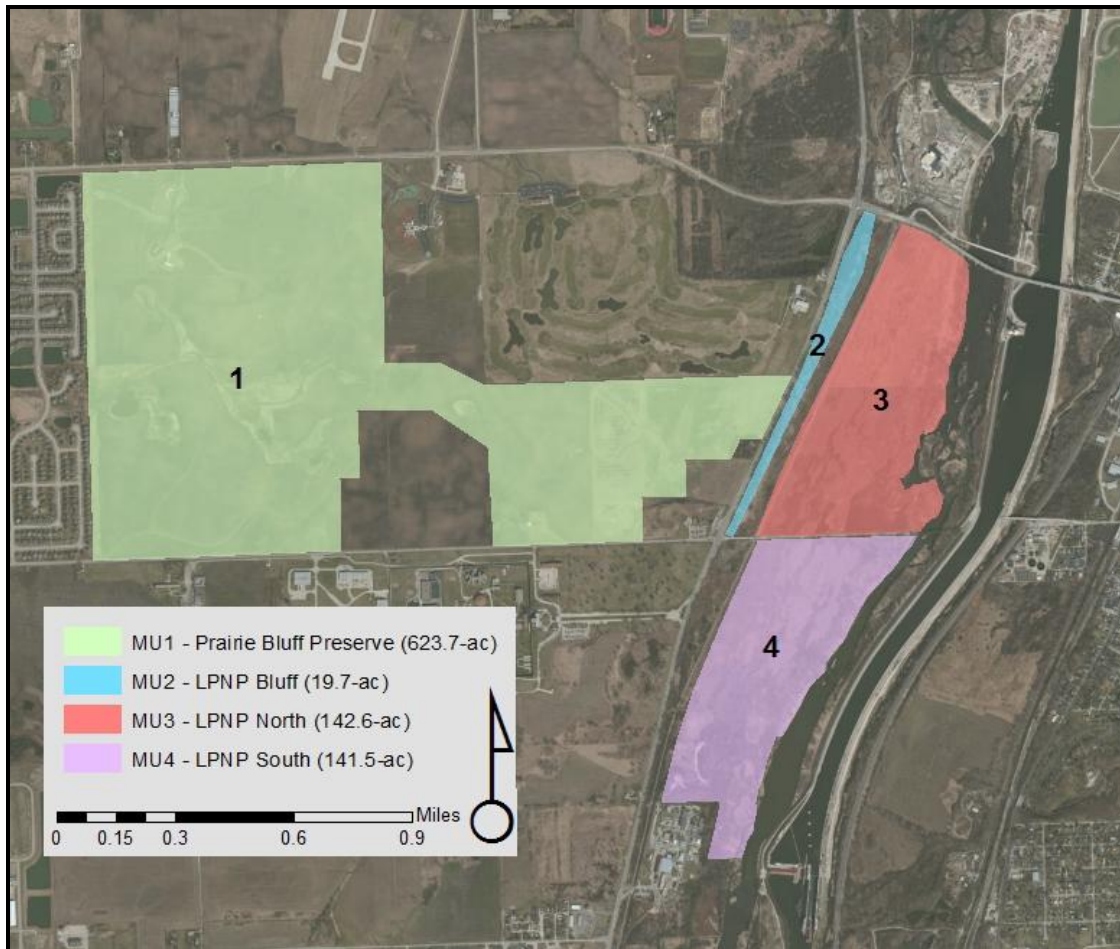 1
2
3
4
MU1 - Prairie Bluff Preserve (623.7-ac)
MU2 - LPNP Bluff (19.7-ac)
MU3 - LPNP North (142.6-ac)
MU4 - LPNP South (141.5-ac)
Miles
0 0.15 0.3 0.6 0.9